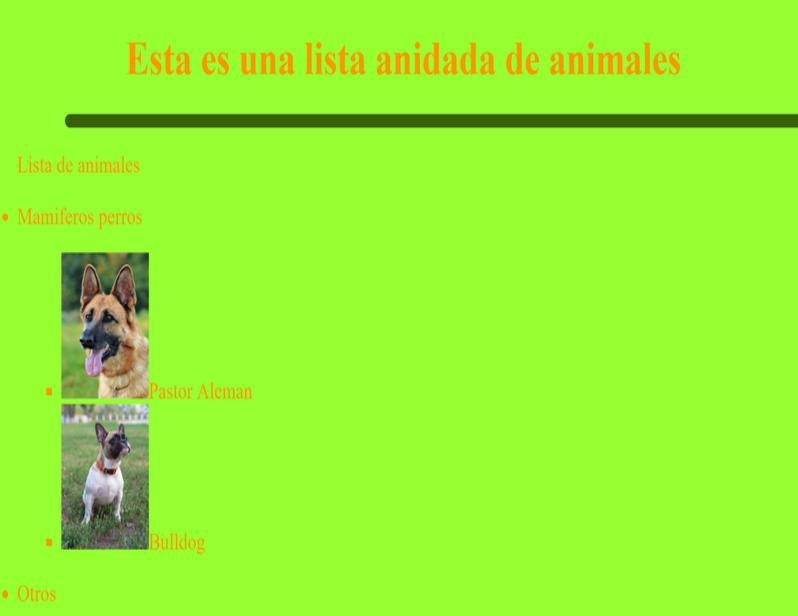 Esta es una lista anidada de animales
Lista de animales
Mamiferos perros
Pastor Aleman
Bulldog
Otros